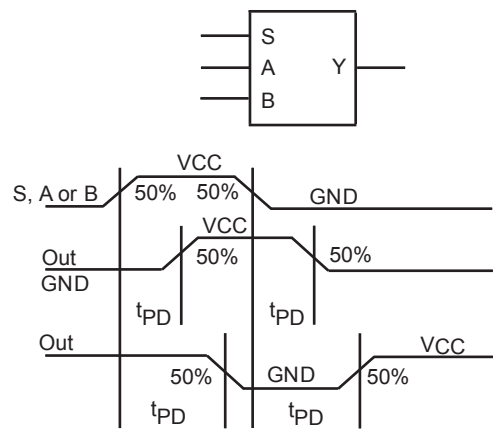 S
A Y
B
VCC
S, A or B 50% 50% GND
VCC
Out 50% 50%
GND
tPD tPD
Out VCC
50% GND 50%
tPD tPD